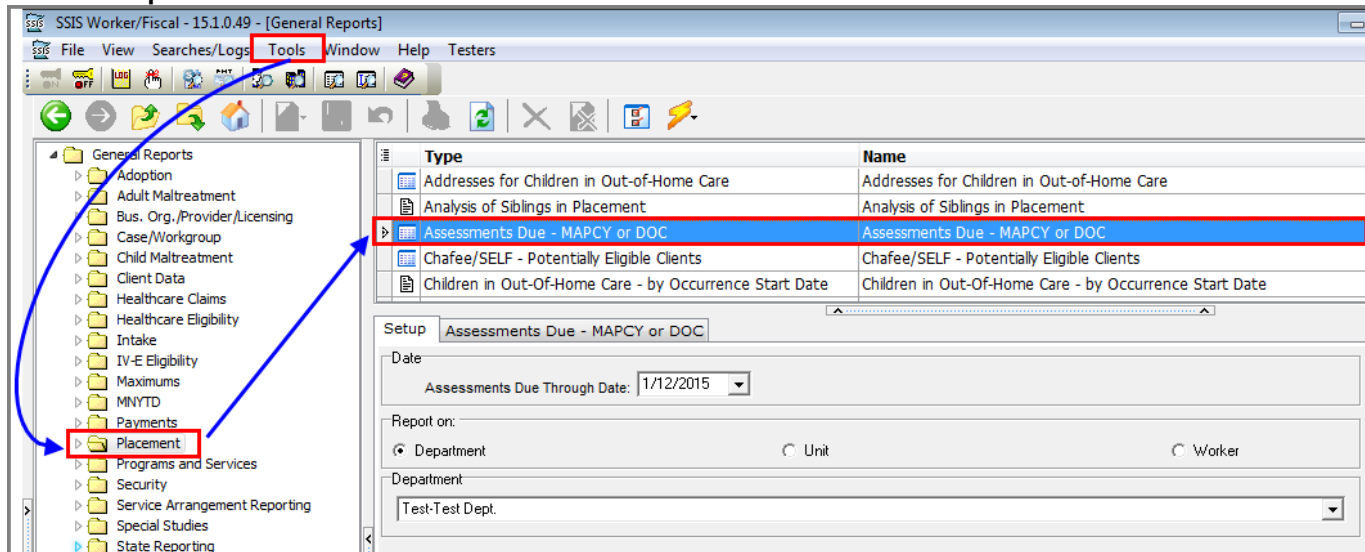 SSIS Worker/Fiscal - 15.1.0.49 - [General Reports]
File View Searches/Logs Tools Window Help Testers
General Reports
Adoption
Adult Maltreatment
Bus. Org./Provider/Licensing
Case/Workgroup
Child Maltreatment
Client Data
Healthcare Claims
Healthcare Eligibility
Intake
IV-E Eligibility
Maximums
MNYTD
Payments
Placement
Programs and Services
Security
Service Arrangement Reporting
Special Studies
State Reporting
Type Name
Addresses for Children in Out-of-Home Care Addresses for Children in Out-of-Home Care
Analysis of Siblings in Placement Analysis of Siblings in Placement
Assessments Due - MAPCY or DOC Assessments Due - MAPCY or DOC
Chafee/SELF - Potentially Eligible Clients Chafee/SELF - Potentially Eligible Clients
Children in Out-Of-Home Care - by Occurrence Start Date Children in Out-Of-Home Care - by Occurrence Start Date
Setup Assessments Due - MAPCY or DOC
Date
Assessments Due Through Date: 1/12/2015
Report on:
Department Unit Worker
Department
Test-Test Dept.